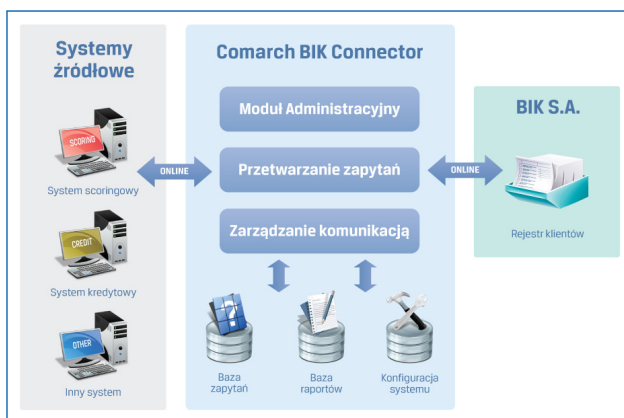 Systemy
źródłowe
SCORING
System scoringowy
CREDIT
System kredytowy
OTHER
Inny system
ONLINE
Comarch BIK Connector
Moduł Administracyjny
Przetwarzanie zapytań
Zarządzanie komunikacją
Baza
zapytań
Baza
raportów
Konfiguracja
systemu
ONLINE
BIK S.A.
Rejestr klientów